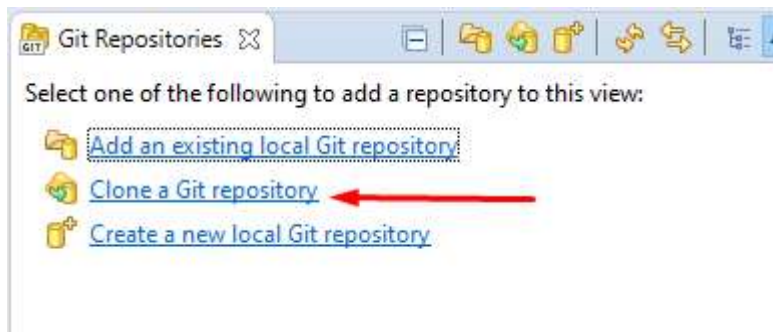 GIT Git Repositories
Select one of the following to add a repository to this view:
Add an existing local Git repository
Clone a Git repository
Create a new local Git repository